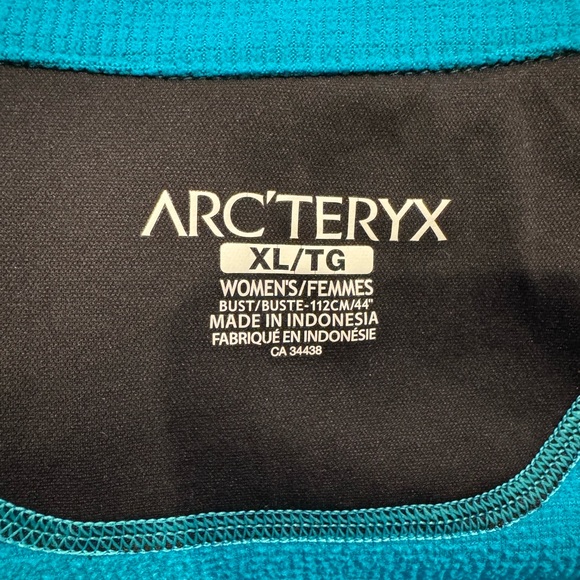 ARC'TERYX
XL/TG
WOMEN'S/FEMMES
BUST/BUSTE-112CM/44"
MADE IN INDONESIA
FABRIQUÉ EN INDONÉSIE
CA 34438